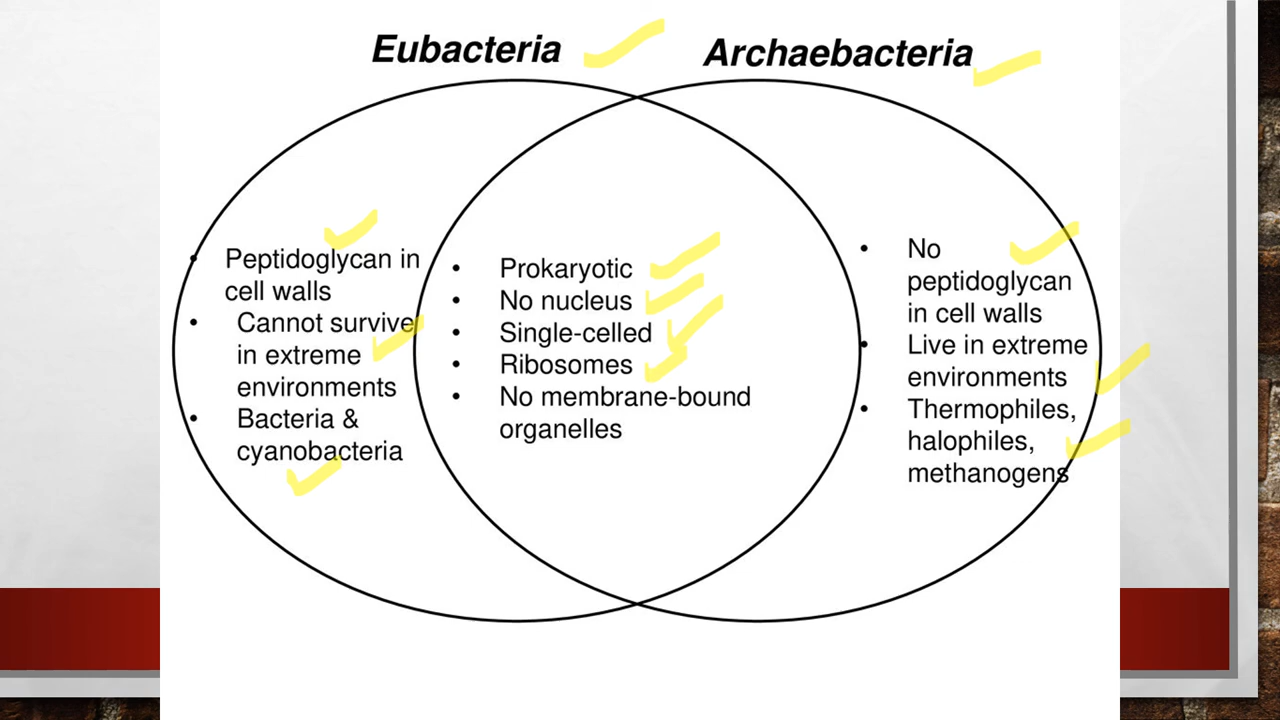 Eubacteria
Archaebacteria
• Peptidoglycan in
cell walls
• Cannot survive
in extreme
environments
• Bacteria &
cyanobacteria
• Prokaryotic
• No nucleus
• Single-celled
• Ribosomes
• No membrane-bound
organelles
• No
peptidoglycan
in cell walls
• Live in extreme
environments
• Thermophiles,
halophiles,
methanogens